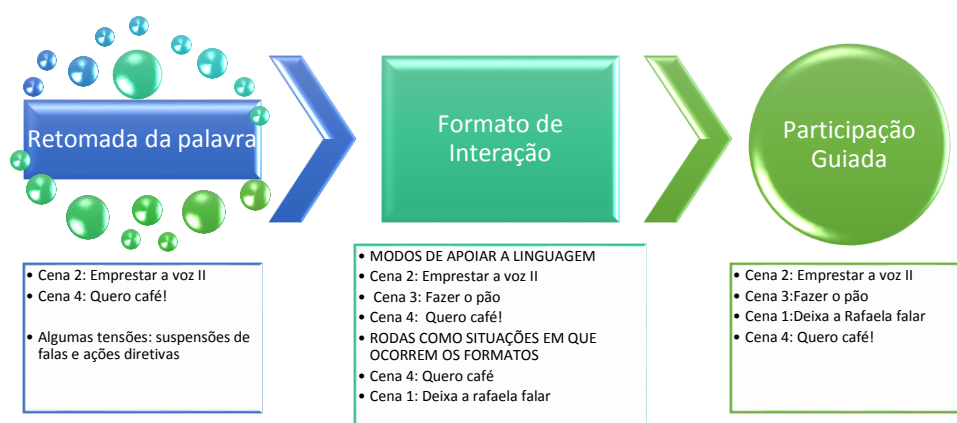 Retomada da palavra
Formato de
Interação
Participação
Guiada
• Cena 2: Emprestar a voz II
• Cena 4: Quero café!
• Algumas tensões: suspensões de
falas e ações diretivas
• MODOS DE APOIAR A LINGUAGEM
• Cena 2: Emprestar a voz II
• Cena 3: Fazer o pão
• Cena 4: Quero café!
• RODAS COMO SITUAÇÕES EM QUE
OCORREM OS FORMATOS
• Cena 4: Quero café
• Cena 1: Deixa a rafaela falar
• Cena 2: Emprestar a voz II
• Cena 3:Fazer o pão
• Cena 1:Deixa a Rafaela falar
• Cena 4: Quero café!